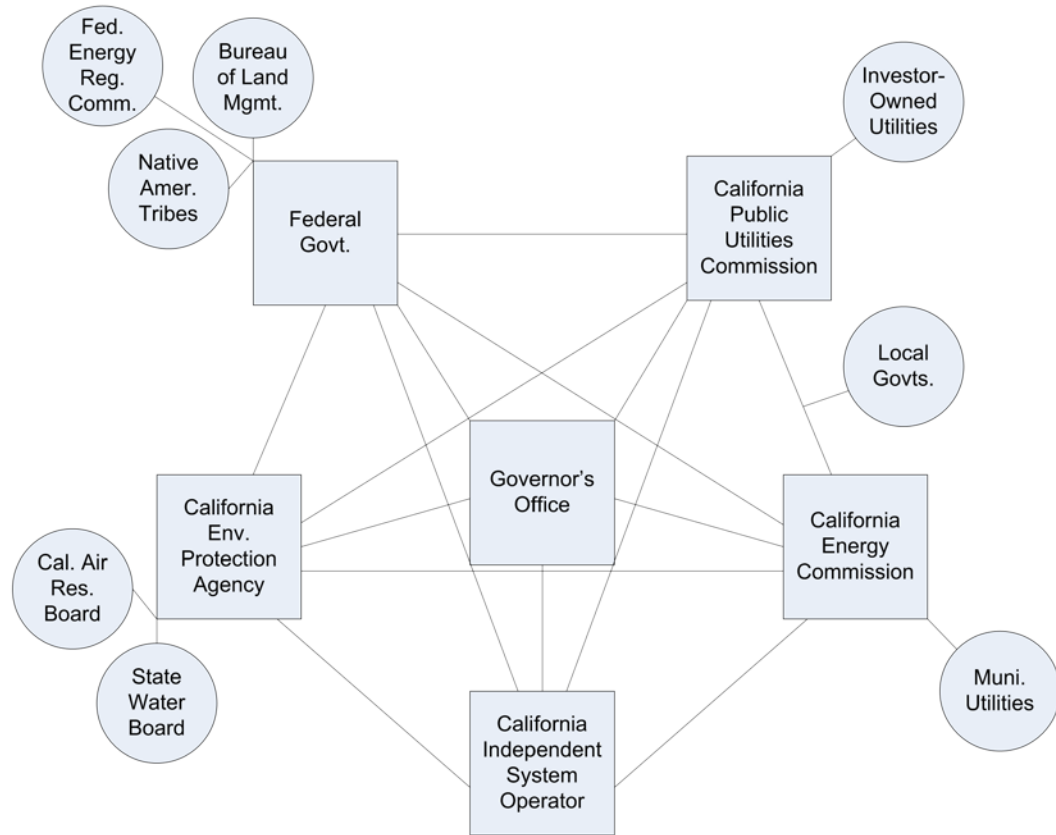 Fed.
Energy
Reg.
Comm.
Bureau
of Land
Mgmt.
Native
Amer.
Tribes
Federal
Govt.
Investor-
Owned
Utilities
California
Public
Utilities
Commission
Local
Govts.
Governor's
Office
California
Env.
Protection
Agency
California
Energy
Commission
Cal. Air
Res.
Board
State
Water
Board
Muni.
Utilities
California
Independent
System
Operator